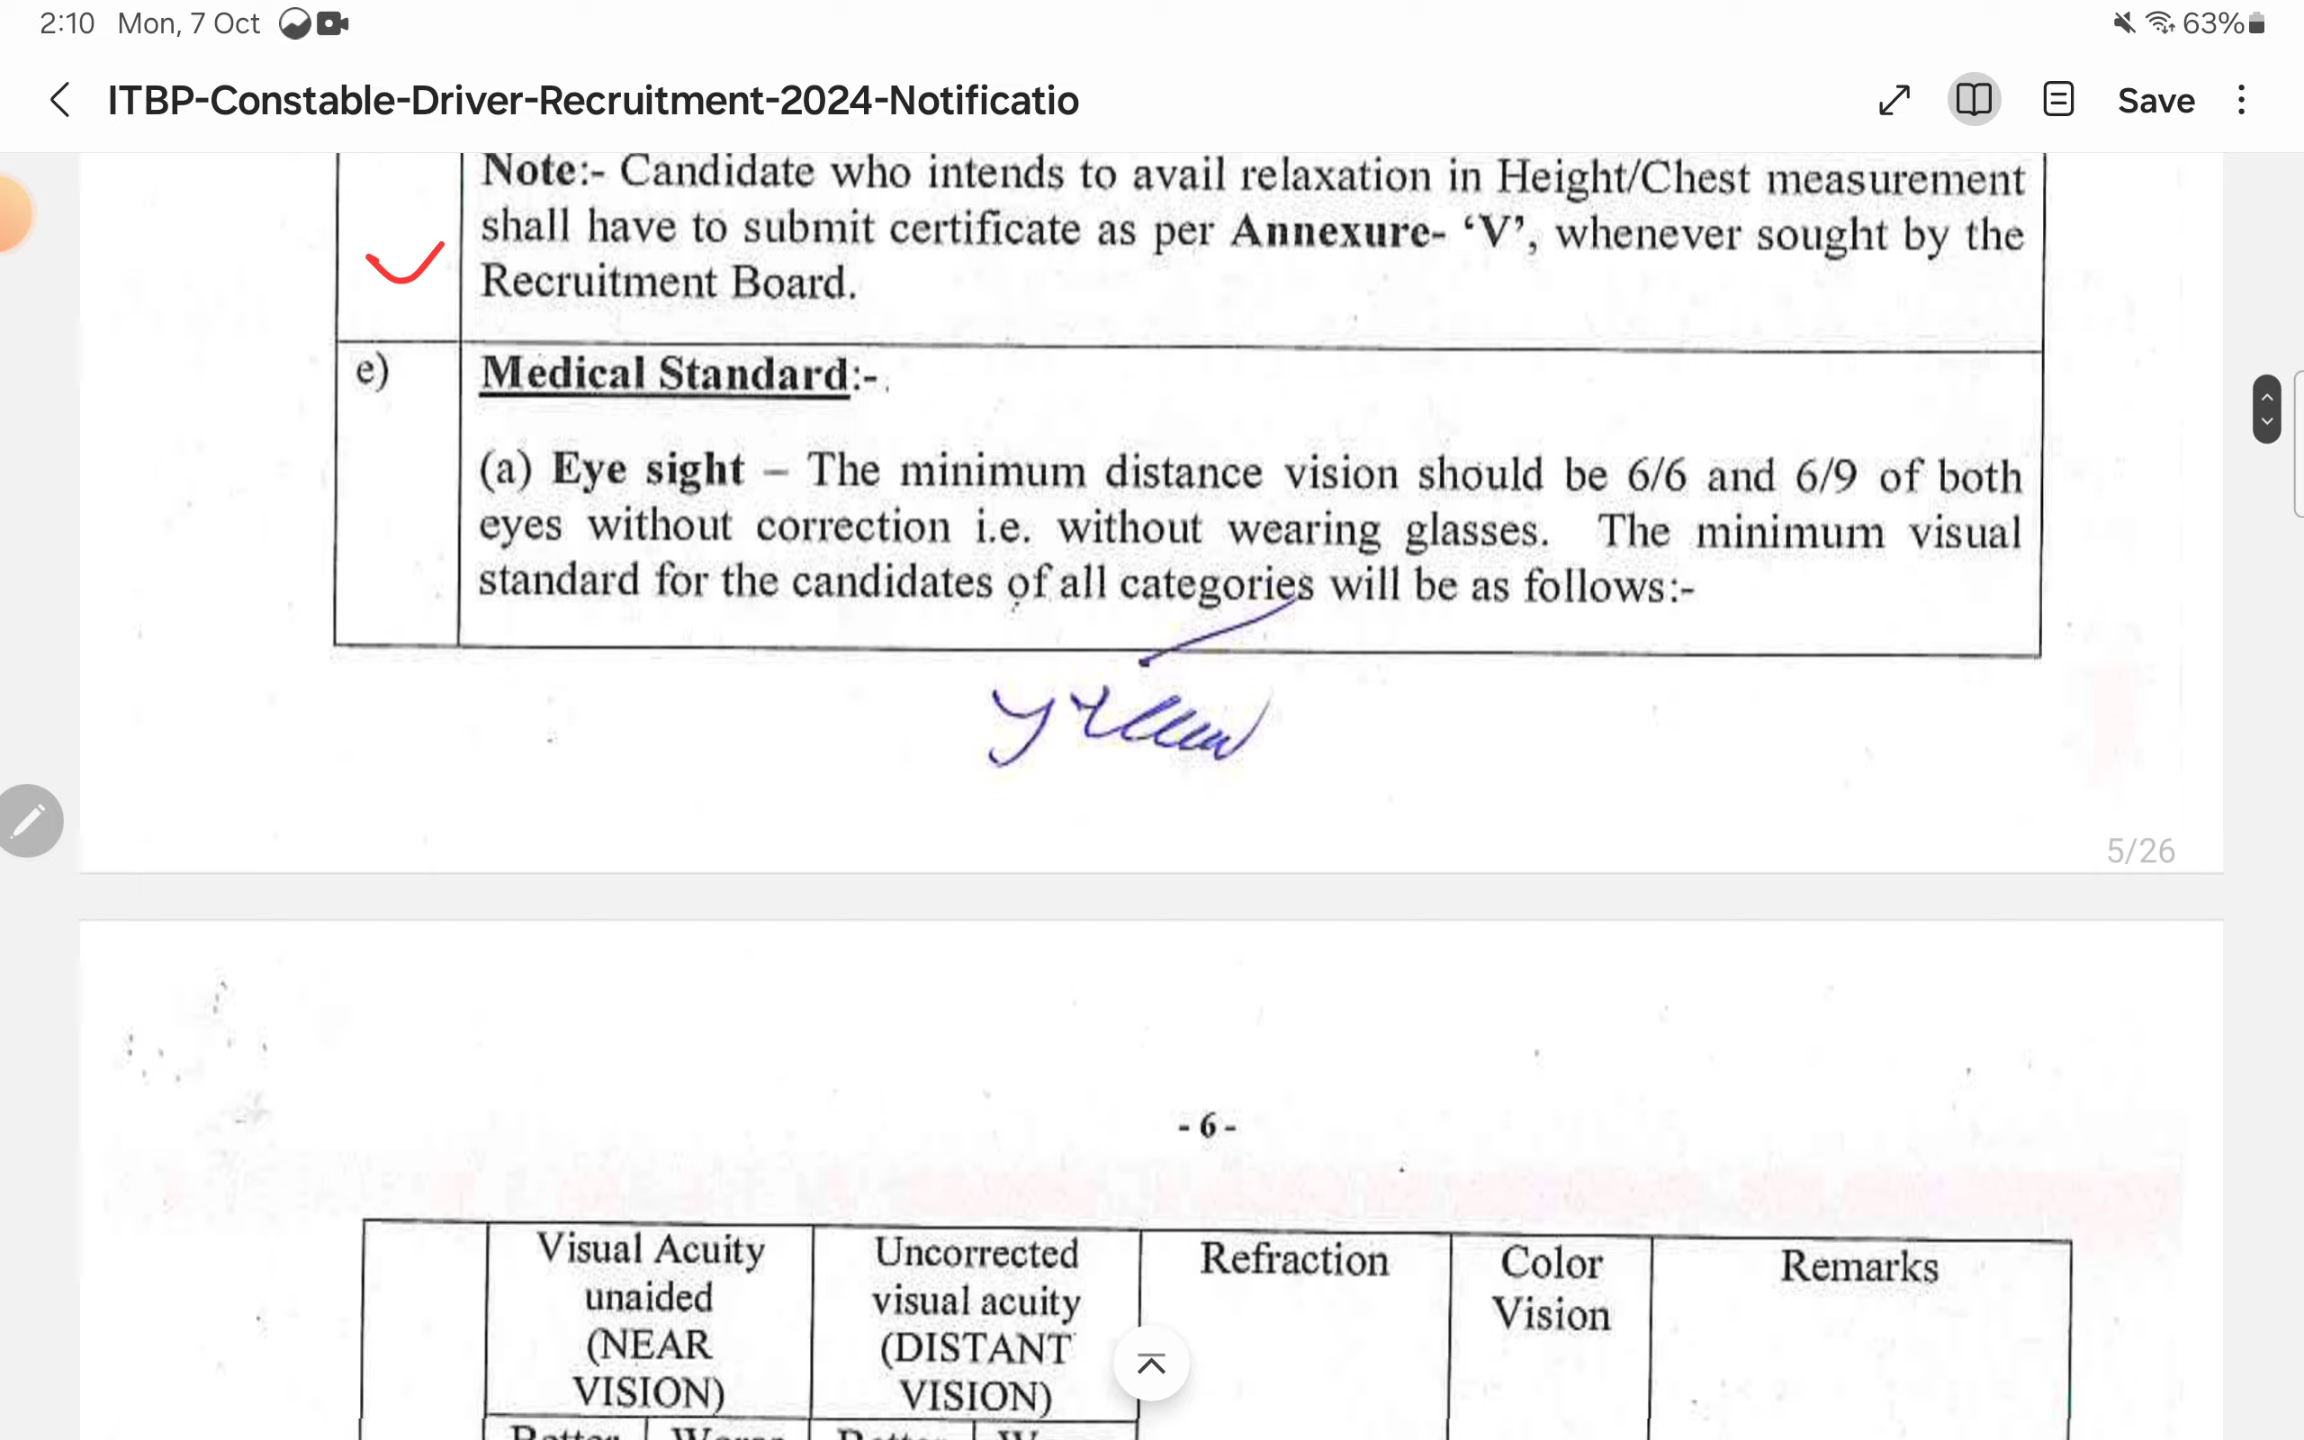 2:10 Mon, 7 Oct
63%
ITBP-Constable-Driver-Recruitment-2024-Notificatio
Save
Note:- Candidate who intends to avail relaxation in Height/Chest measurement
shall have to submit certificate as per Annexure- ‘V’, whenever sought by the
Recruitment Board.
e)
Medical Standard:-
(a) Eye sight – The minimum distance vision should be 6/6 and 6/9 of both
eyes without correction i.e. without wearing glasses. The minimum visual
standard for the candidates of all categories will be as follows:-
5/26
- 6 -
Visual Acuity
unaided
(NEAR
VISION)
Uncorrected
visual acuity
(DISTANT
VISION)
Refraction
Color
Vision
Remarks